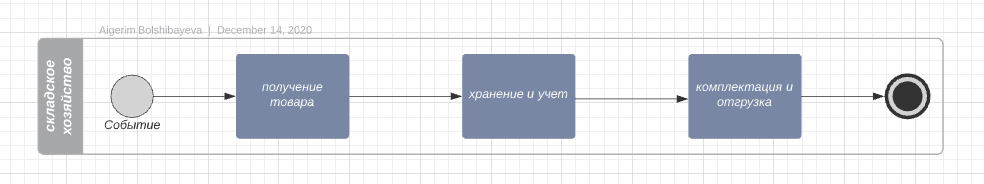 Aigerim Bolshibayeva | December 14, 2020
складское
хозяйство
Событие
получение
товара
хранение и учет
комплектация и
отгрузка